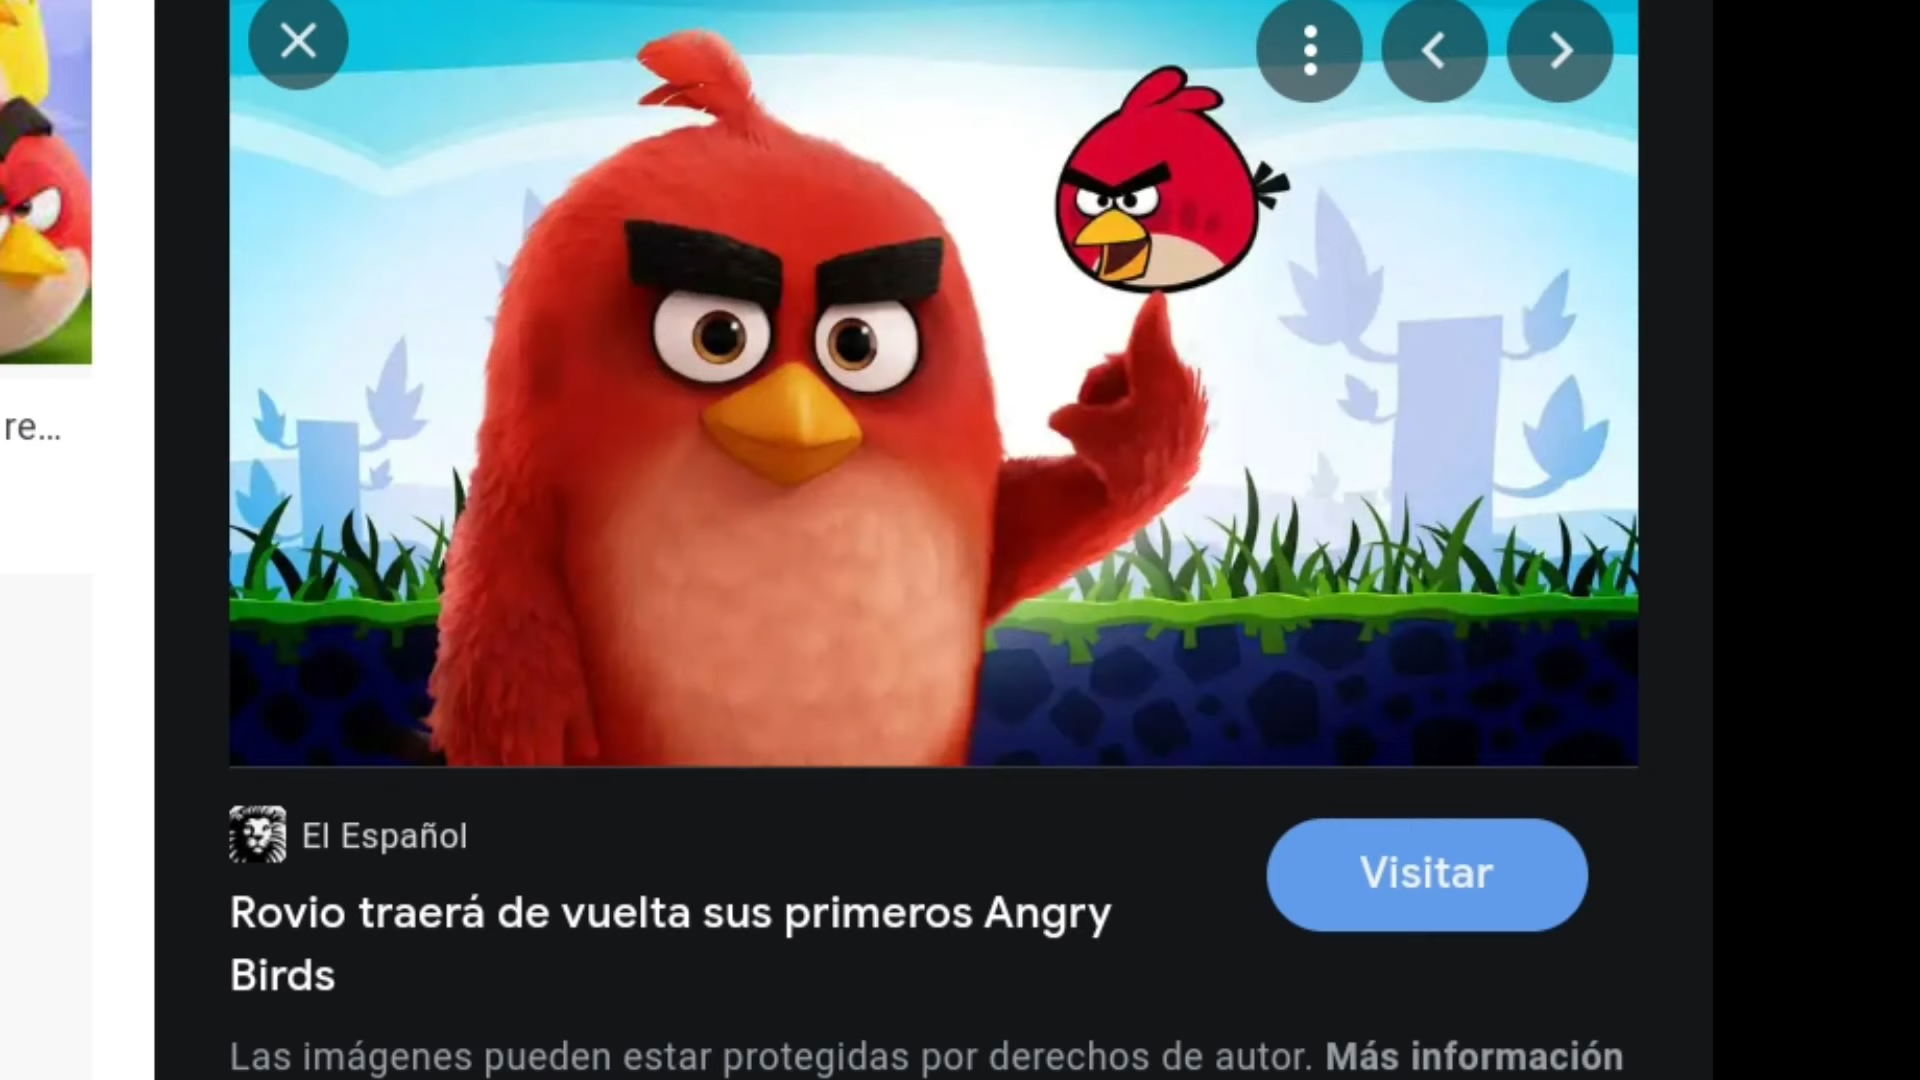 re...
El Español
Visitar
Rovio traerá de vuelta sus primeros Angry
Birds
Las imágenes pueden estar protegidas por derechos de autor. Más información